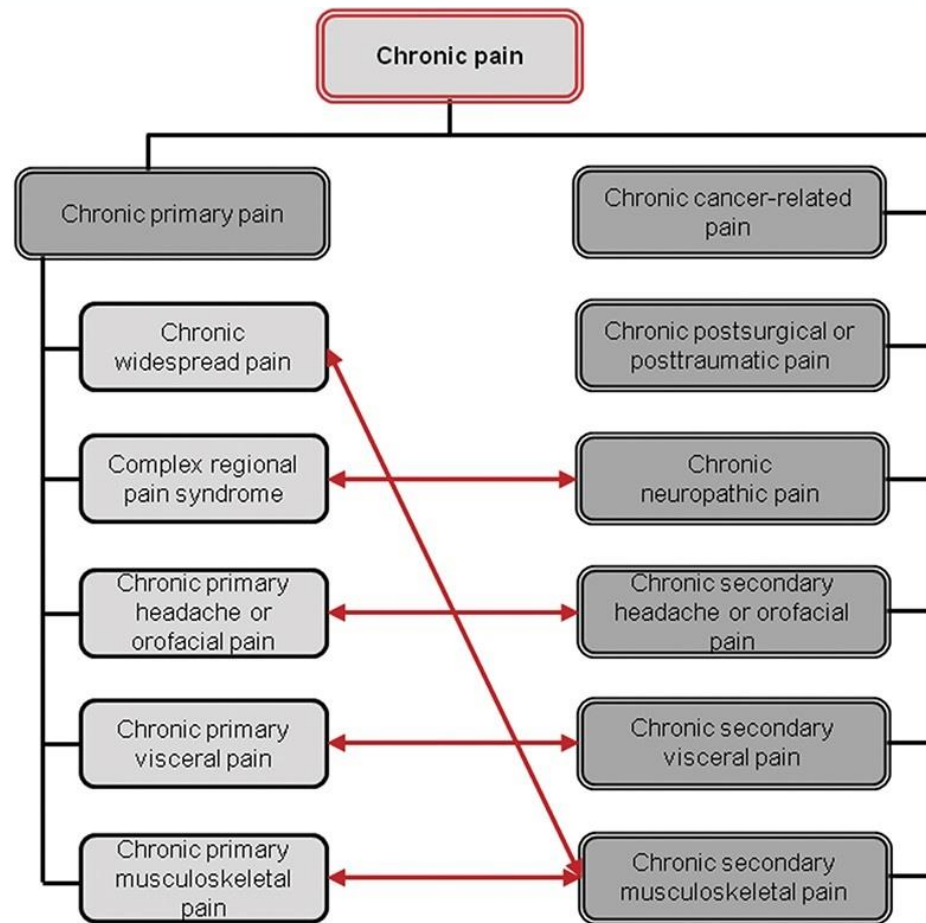 Chronic pain
Chronic primary pain
Chronic cancer-related
pain
Chronic
widespread pain
Chronic postsurgical or
posttraumatic pain
Complex regional
pain syndrome
Chronic
neuropathic pain
Chronic primary
headache or
orofacial pain
Chronic secondary
headache or orofacial
pain
Chronic primary
visceral pain
Chronic secondary
visceral pain
Chronic primary
musculoskeletal
pain
Chronic secondary
musculoskeletal pain